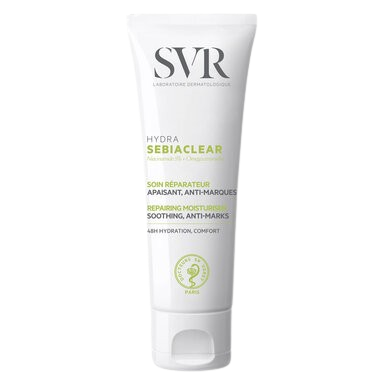 SVR
LABORATOIRE DERMATOLOGIQUE
HYDRA
SEBIACLEAR
SOIN RÉPARATEUR
APAISANT, ANTI-MARQUES
REPAIRING MOISTURISER
SOOTHING, ANTI-MARKS
48H HYDRATION, COMFORT
PARIS